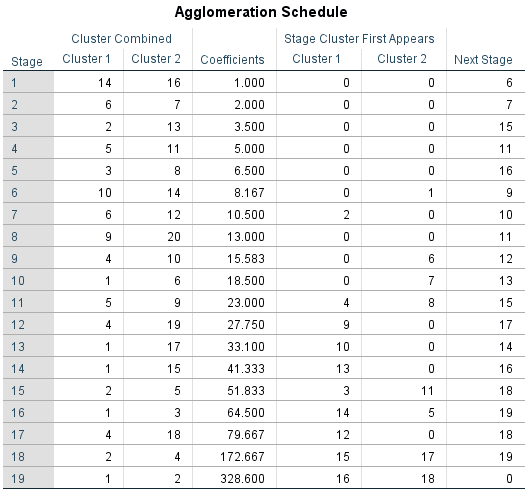 Agglomeration Schedule
Cluster Combined Stage Cluster First Appears
Stage Cluster 1 Cluster 2 Coefficients Cluster 1 Cluster 2 Next Stage
1 14 16 1.000 0 0 6
2 6 7 2.000 0 0 7
3 2 13 3.500 0 0 15
4 5 11 5.000 0 0 11
5 3 8 6.500 0 0 16
6 10 14 8.167 0 1 9
7 6 12 10.500 2 0 10
8 9 20 13.000 0 0 11
9 4 10 15.583 0 6 12
10 1 6 18.500 0 7 13
11 5 9 23.000 4 8 15
12 4 19 27.750 9 0 17
13 1 17 33.100 10 0 14
14 1 15 41.333 13 0 16
15 2 5 51.833 3 11 18
16 1 3 64.500 14 5 19
17 4 18 79.667 12 0 18
18 2 4 172.667 15 17 19
19 1 2 328.600 16 18 0